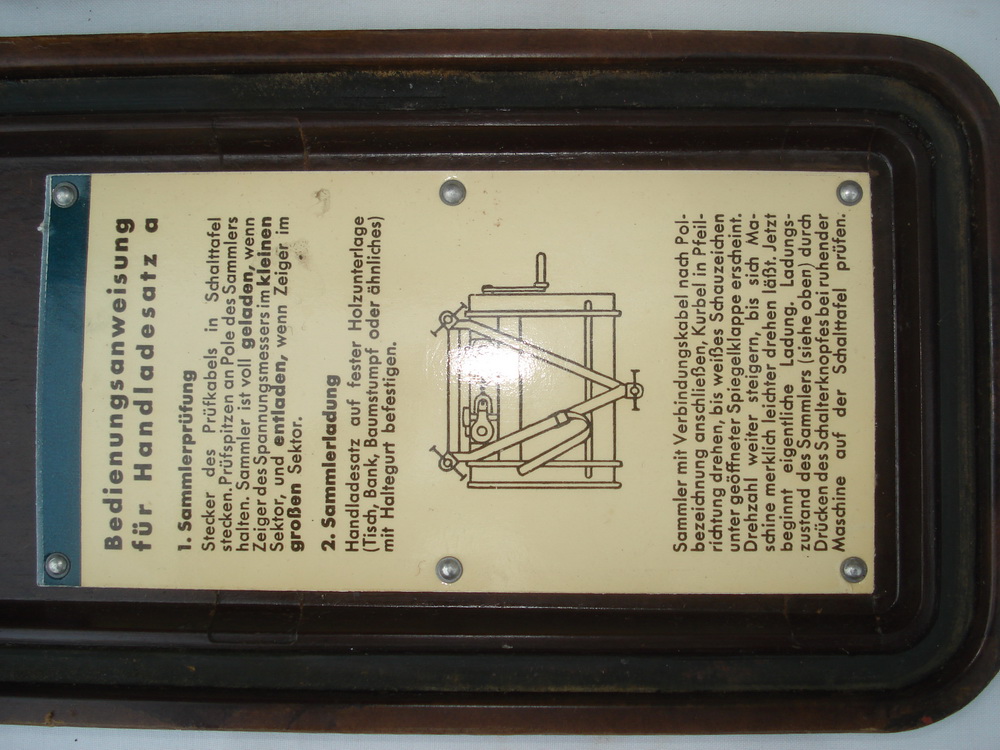 Bedienungsanweisung
für Handladesatz a
1. Sammlerprüfung
Stecker des Prüfkabels in Schalttafel
stecken. Prüfspitzen an Pole des Sammlers
halten. Sammler ist voll geladen, wenn
Zeiger des Spannungsmessers im kleinen
Sektor, und entladen, wenn Zeiger im
großen Sektor.
2. Sammlerladung
Handladesatz auf fester Holzunterlage
(Tisch, Bank, Baumstumpf oder ähnliches)
mit Haltegurt befestigen.
Sammler mit Verbindungskabel nach Pol-
bezeichnung anschließen, Kurbel in Pfeil-
richtung drehen, bis weißes Schauzeichen
unter geöffneter Spiegelklappe erscheint.
Drehzahl weiter steigern, bis sich Ma-
schine merklich leichter drehen läßt. Jetzt
beginnt eigentliche Ladung. Ladungs-
zustand des Sammlers (siehe oben) durch
Drücken des Schalterknopfes bei ruhender
Maschine auf der Schalttafel prüfen.